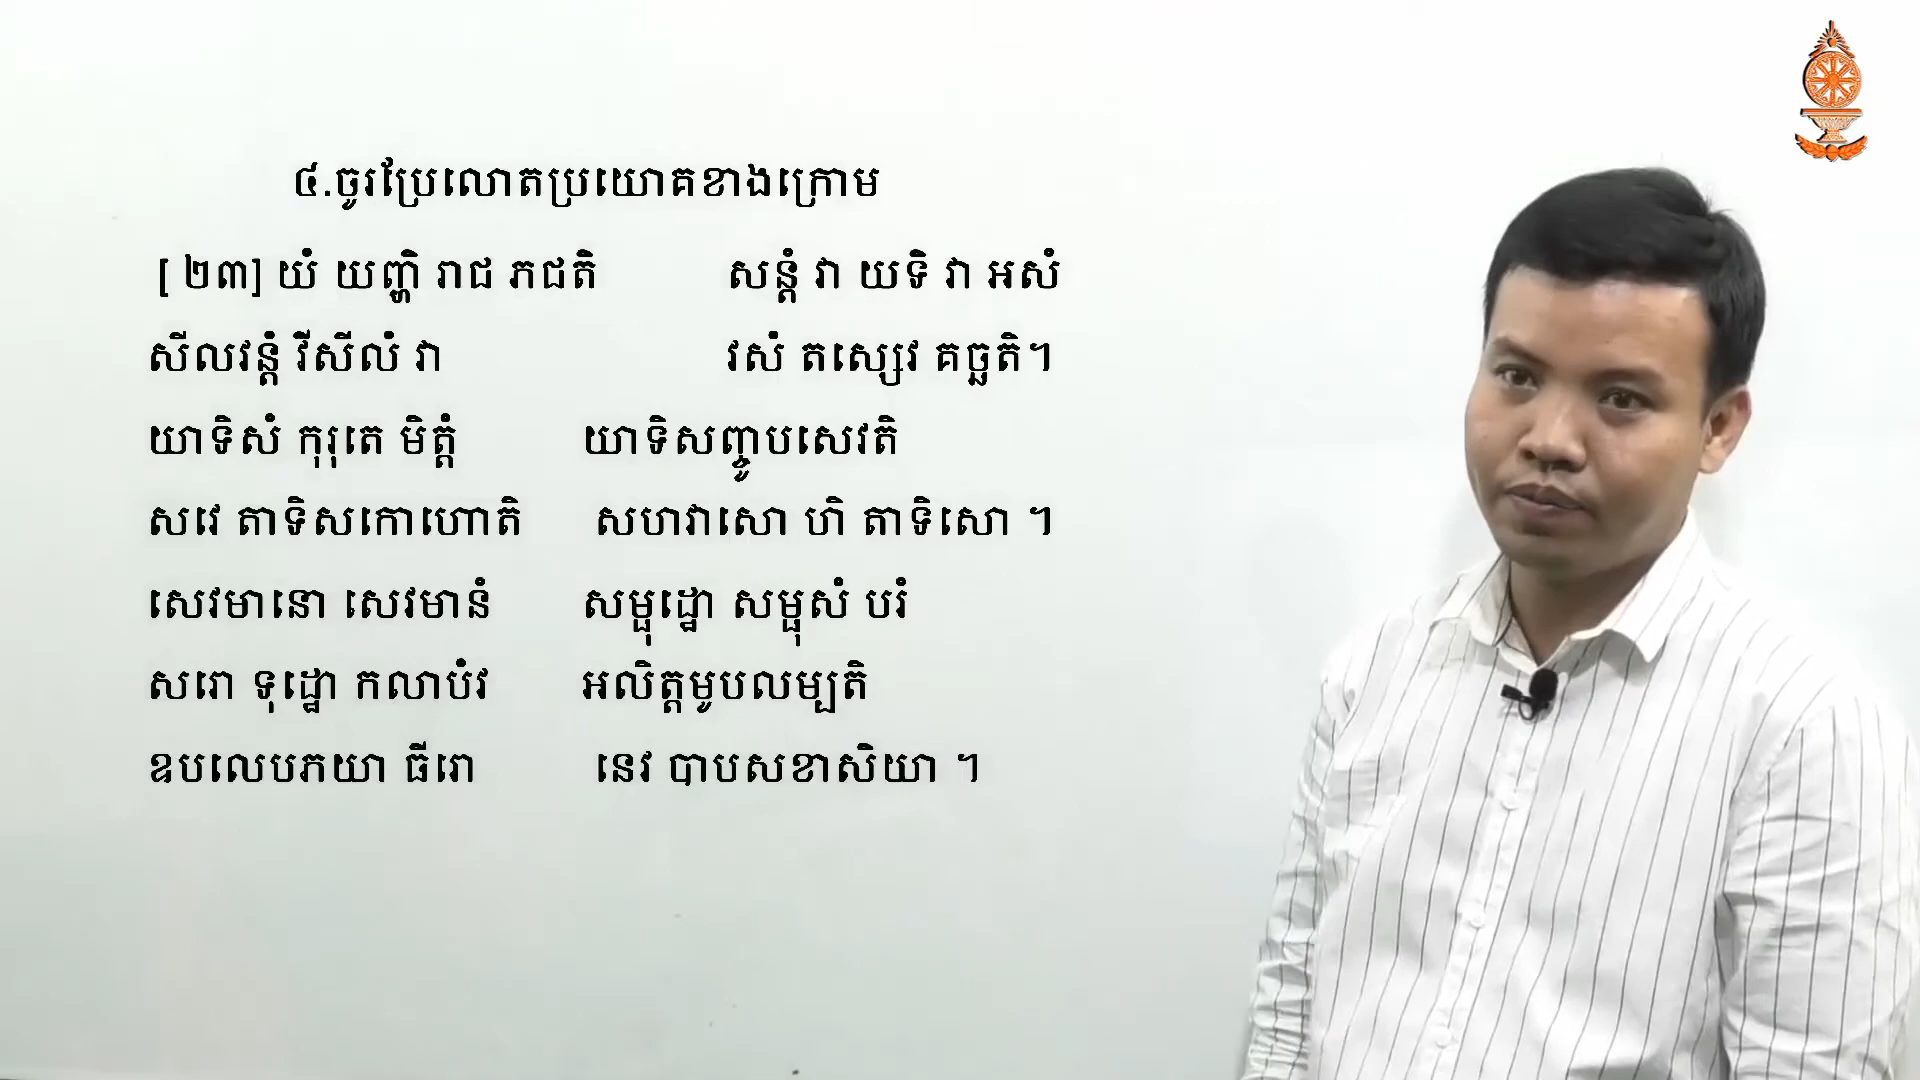 ៤.ចូរប្រែលោតប្រយោគខាងក្រោម
[ ២៣] យំ យញ្ហិ រាជ ភជតិ សន្តំ វា យទិ វា អសំ
សីលវន្តំ វីសីលំ វា វសំ តស្សេវ គច្ឆតិ។
យាទិសំ កុរុតេ មិត្តំ យាទិសញ្ចូបសេវតិ
សវេ តាទិសកោហោតិ សហវាសោ ហិ តាទិសោ ។
សេវមានោ សេវមានំ សម្ផុដ្ឋោ សម្ផុសំ បរំ
សរោ ទុដ្ឋោ កលាបំវ អលិត្តមូបលម្បតិ
ឧបលេបភយា ធីរោ នេវ បាបសខាសិយា ។